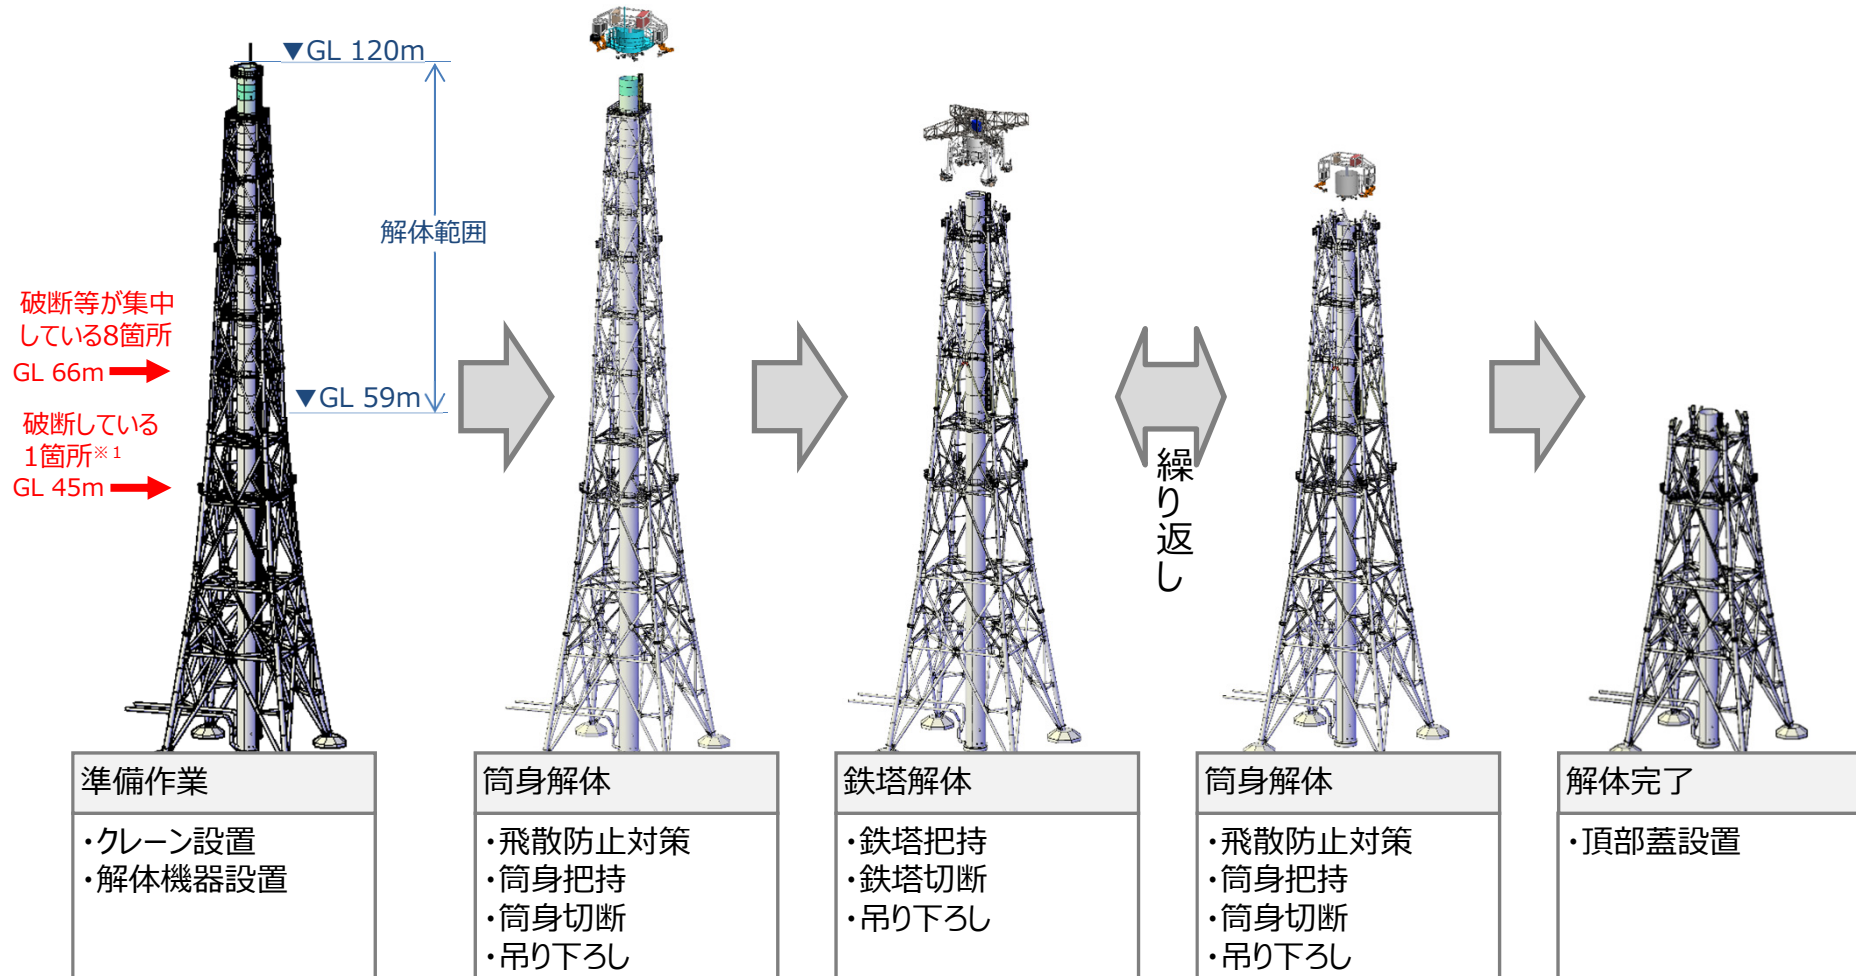 ▼GL 120m
解体範囲
破断等が集中
している8箇所
GL 66m
▼GL 59m
破断している
1箇所※1
GL 45m
繰り返し
準備作業
・クレーン設置
・解体機器設置
筒身解体
・飛散防止対策
・筒身把持
・筒身切断
・吊り下ろし
鉄塔解体
・鉄塔把持
・鉄塔切断
・吊り下ろし
筒身解体
・飛散防止対策
・筒身把持
・筒身切断
・吊り下ろし
解体完了
・頂部蓋設置